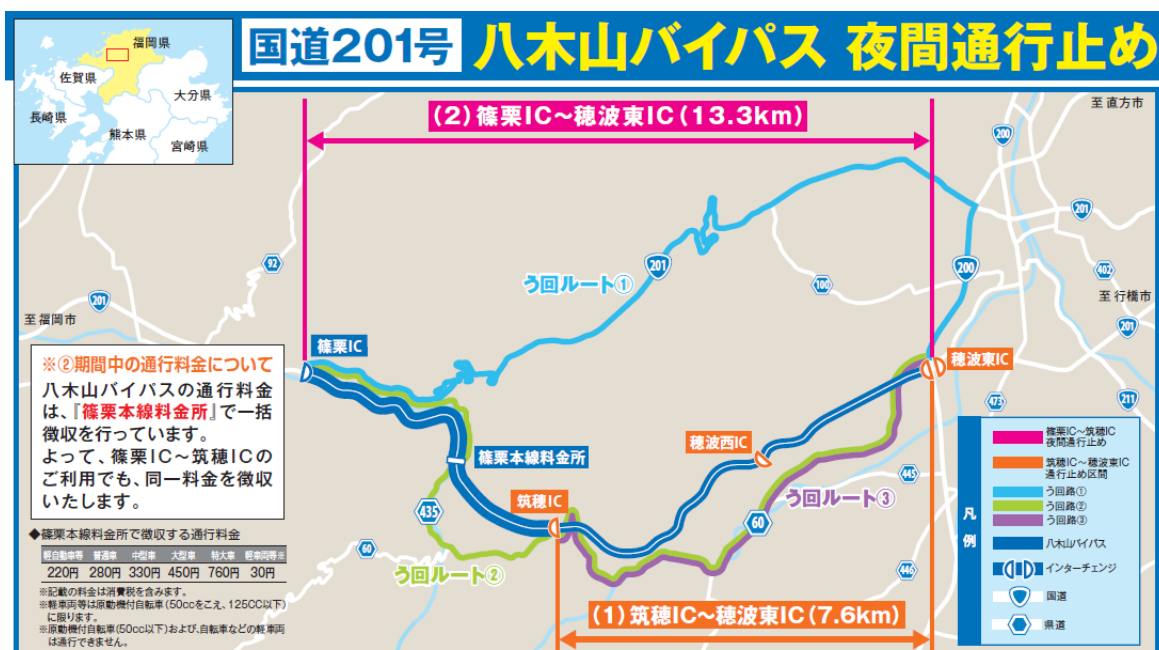 福岡県
佐賀県
大分県
長崎県
熊本県
宮崎県
国道201号 八木山バイパス 夜間通行止め
(2)篠栗IC~穂波東IC(13.3km)
至直方市
200
201
92
201
う回ルート①
201
100
200
402
至行橋市
201
至福岡市
篠栗IC
穂波東IC
473
211
※②期間中の通行料金について
八木山バイパスの通行料金
は、『篠栗本線料金所』で一括
徴収を行っています。
よって、篠栗IC~筑穂ICの
ご利用でも、同一料金を徴収
いたします。
穂波西IC
篠栗本線料金所
445
筑穂IC
う回ルート③
435
60
60
446
う回ルート②
(1)筑穂IC~穂波東IC(7.6km)
◆篠栗本線料金所で徴収する通行料金
軽自動車等 普通車 中型車 大型車 特大車 軽車両等※
220円 280円 330円 450円 760円 30円
※記載の料金は消費税を含みます。
※軽車両等は原動機付自転車(50ccをこえ、125CC以下)
に限ります。
※原動機付自転車(50cc以下)および、自転車などの軽車両
は通行できません。
凡例
篠栗IC~筑穂IC
夜間通行止め
筑穂IC~穂波東IC
通行止め区間
う回路①
う回路②
う回路③
八木山バイパス
インターチェンジ
国道
県道